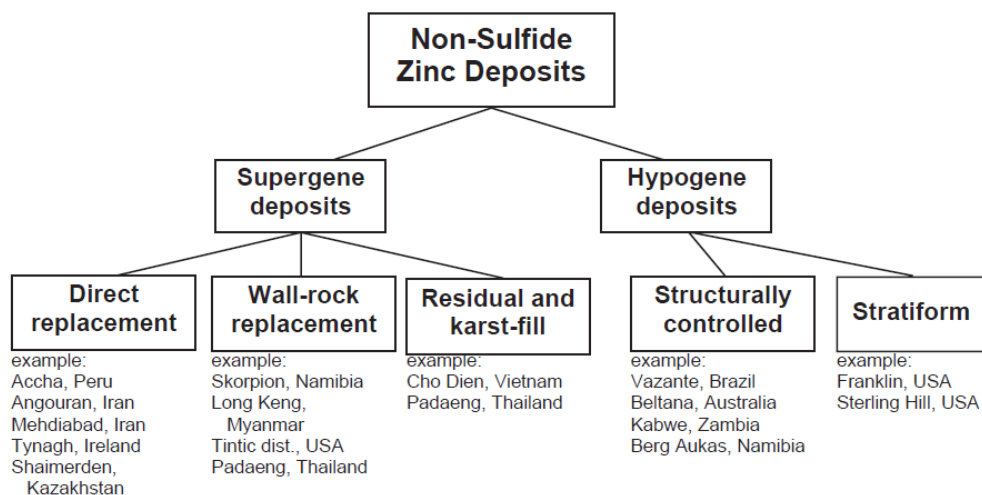 Non-Sulfide
Zinc Deposits
Supergene
deposits
Hypogene
deposits
Direct
replacement
Wall-rock
replacement
Residual and
karst-fill
Structurally
controlled
Stratiform
example:
Accha, Peru
Angouran, Iran
Mehdiabad, Iran
Tynagh, Ireland
Shaimerden,
Kazakhstan
example:
Skorpion, Namibia
Long Keng,
Myanmar
Tintic dist., USA
Padaeng, Thailand
example:
Cho Dien, Vietnam
Padaeng, Thailand
example:
Vazante, Brazil
Beltana, Australia
Kabwe, Zambia
Berg Aukas, Namibia
example:
Franklin, USA
Sterling Hill, USA